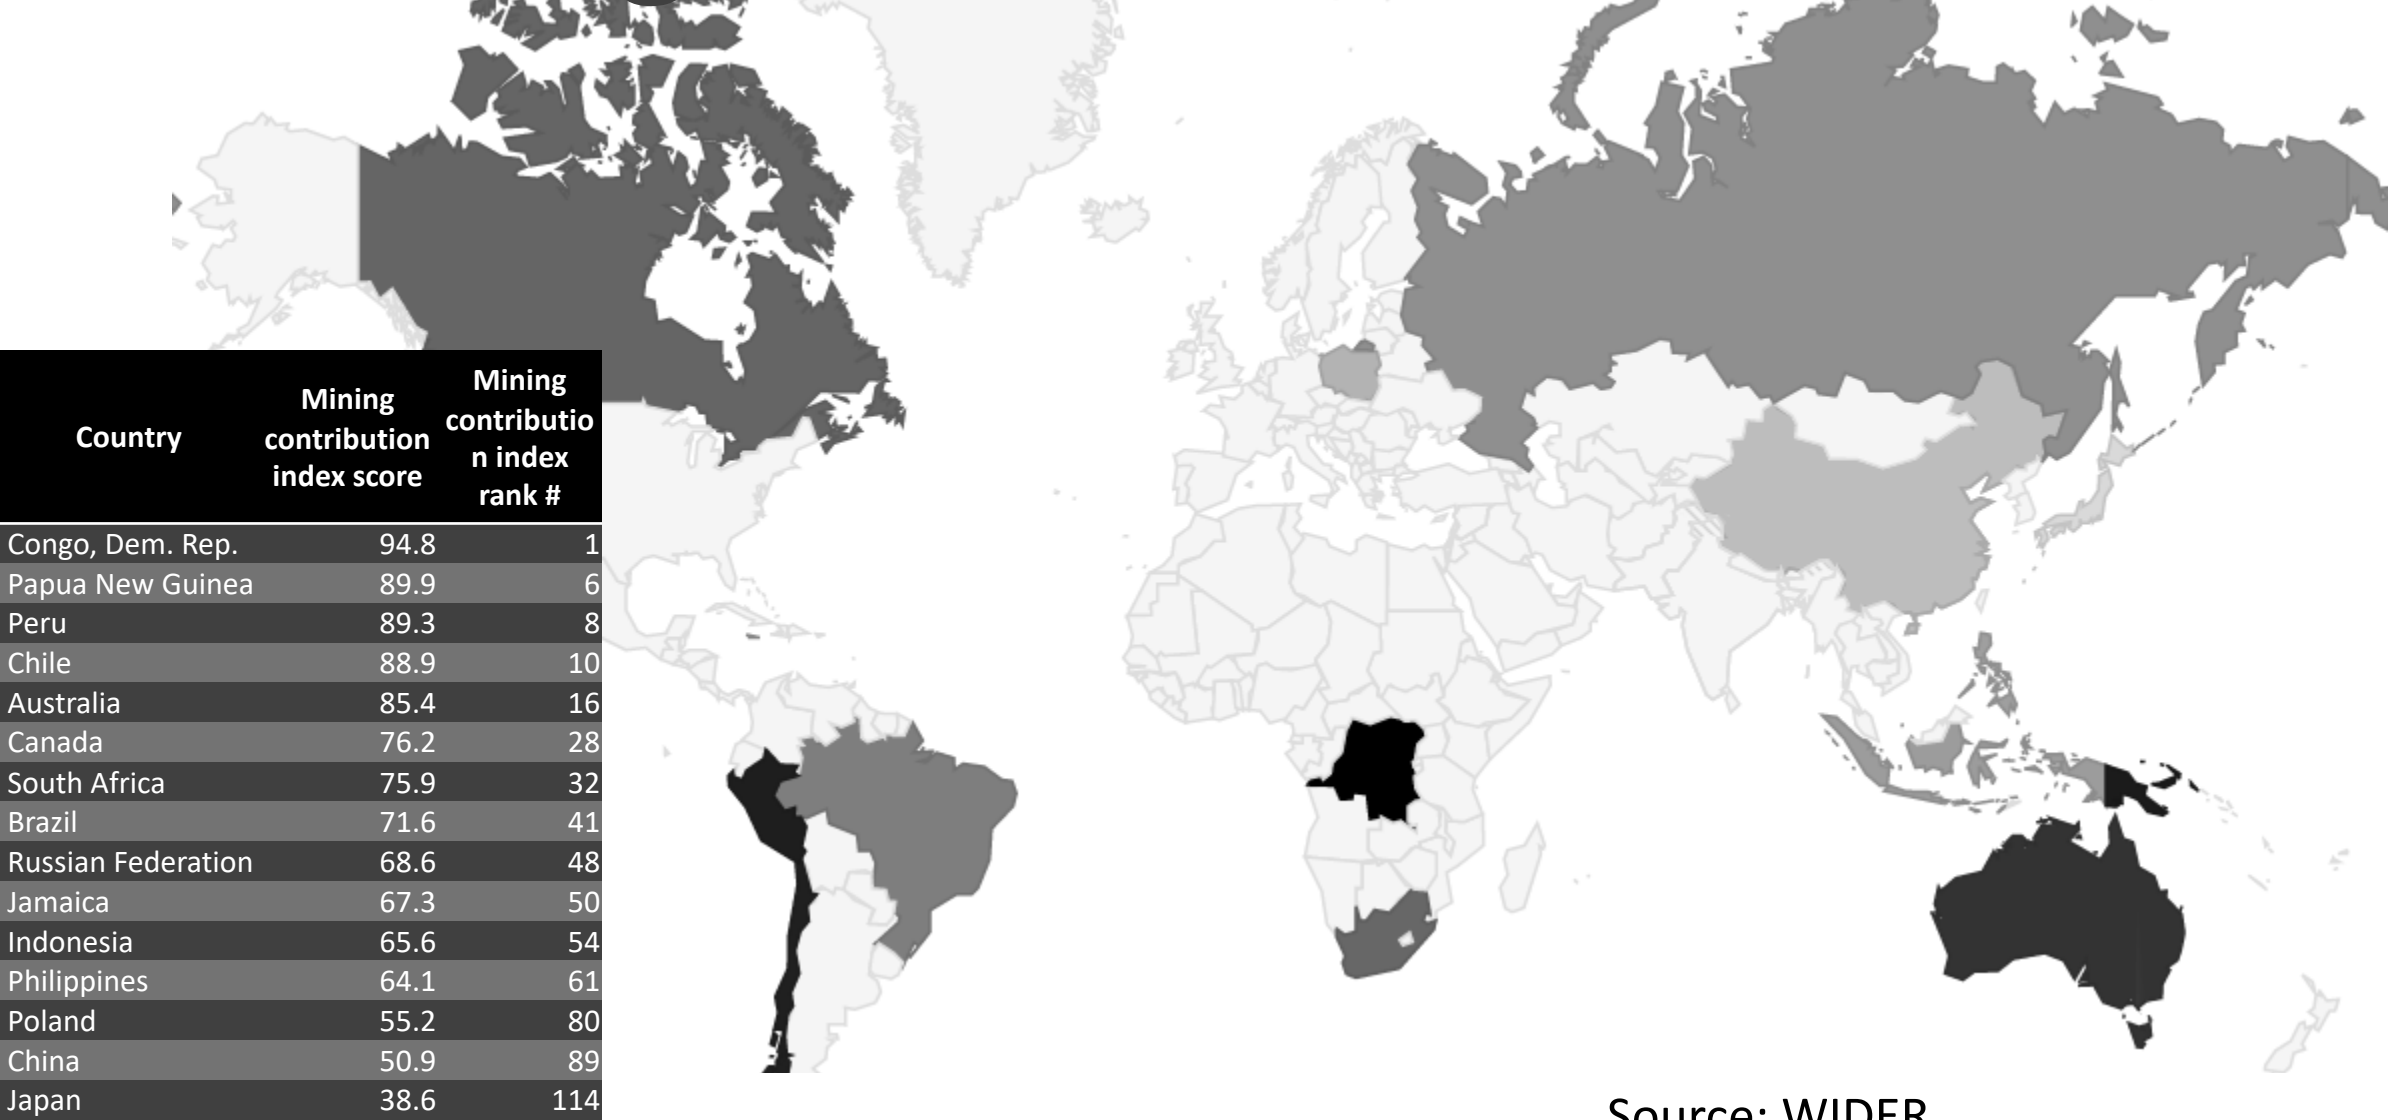 Country
Mining
contribution
index score
Mining
contributio
n index
rank #
Congo, Dem. Rep. 94.8 1
Papua New Guinea 89.9 6
Peru 89.3 8
Chile 88.9 10
Australia 85.4 16
Canada 76.2 28
South Africa 75.9 32
Brazil 71.6 41
Russian Federation 68.6 48
Jamaica 67.3 50
Indonesia 65.6 54
Philippines 64.1 61
Poland 55.2 80
China 50.9 89
Japan 38.6 114
Source: WIDER